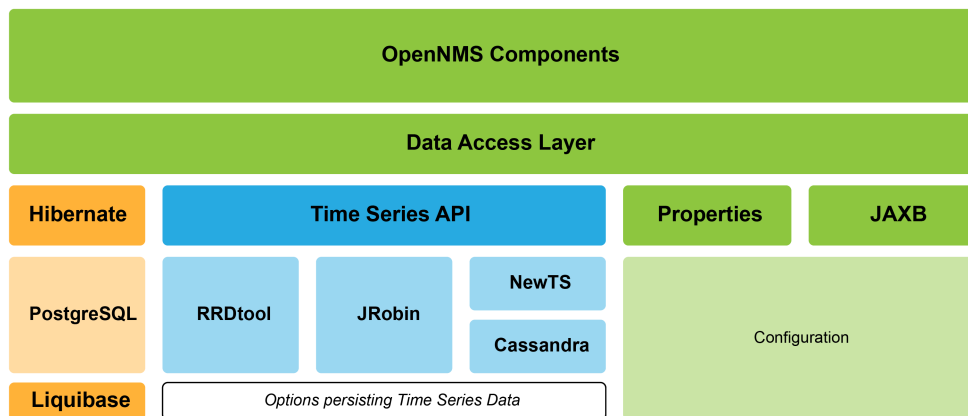 OpenNMS Components
Data Access Layer
Hibernate
Time Series API
Properties
JAXB
PostgreSQL
RRDtool
JRobin
NewTS
Cassandra
Configuration
Liquibase
Options persisting Time Series Data